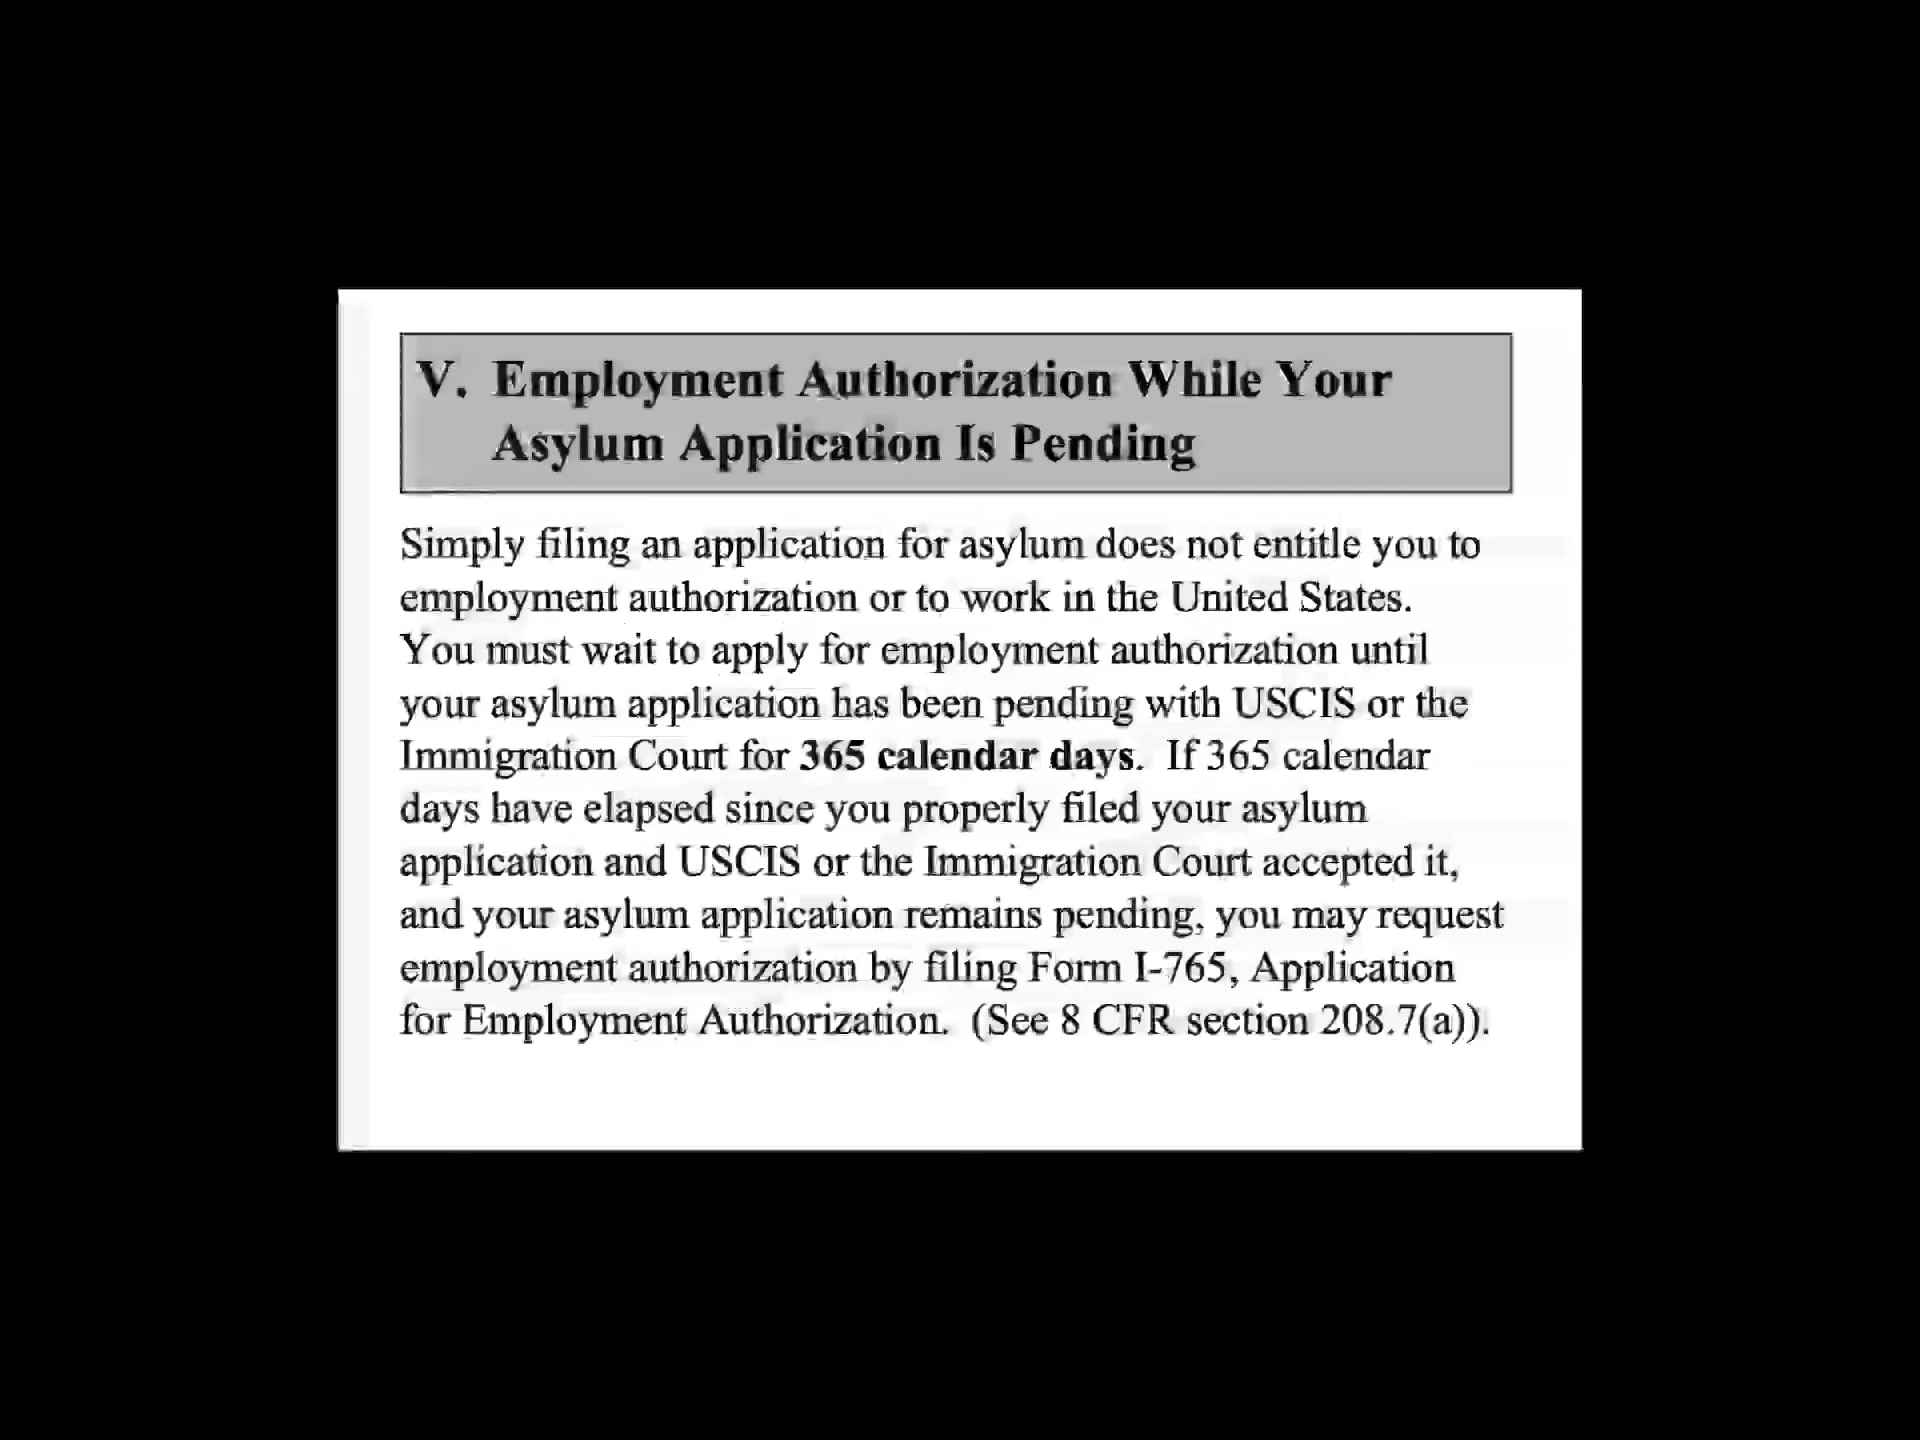 V. Employment Authorization While Your
Asylum Application Is Pending
Simply filing an application for asylum does not entitle you to
employment authorization or to work in the United States.
You must wait to apply for employment authorization until
your asylum application has been pending with USCIS or the
Immigration Court for 365 calendar days. If 365 calendar
days have elapsed since you properly filed your asylum
application and USCIS or the Immigration Court accepted it,
and your asylum application remains pending, you may request
employment authorization by filing Form I-765, Application
for Employment Authorization. (See 8 CFR section 208.7(a)).